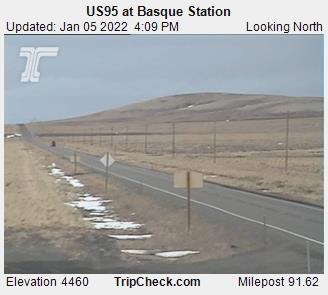 US95 at Basque Station
Updated: Jan 05 2022 4:09 PM Looking North
Elevation 4460 TripCheck.com Milepost 91.62